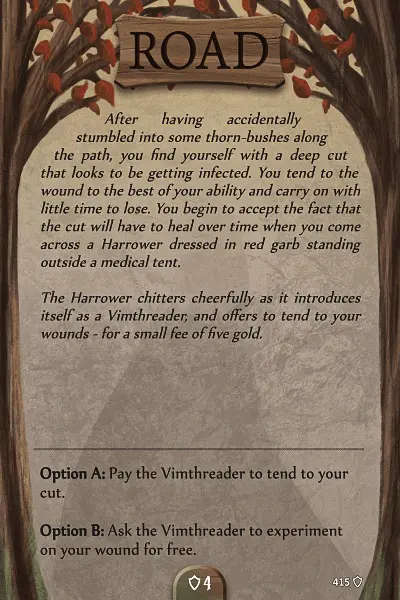 ROAD
After having accidentally
stumbled into some thorn-bushes along
the path, you find yourself with a deep cut
that looks to be getting infected. You tend to the
wound to the best of your ability and carry on with
little time to lose. You begin to accept the fact that
the cut will have to heal over time when you come
across a Harrower dressed in red garb standing
outside a medical tent.
The Harrower chitters cheerfully as it introduces
itself as a Vimthreader, and offers to tend to your
wounds - for a small fee of five gold.
Option A: Pay the Vimthreader to tend to your
cut.
Option B: Ask the Vimthreader to experiment
on your wound for free.
4
415